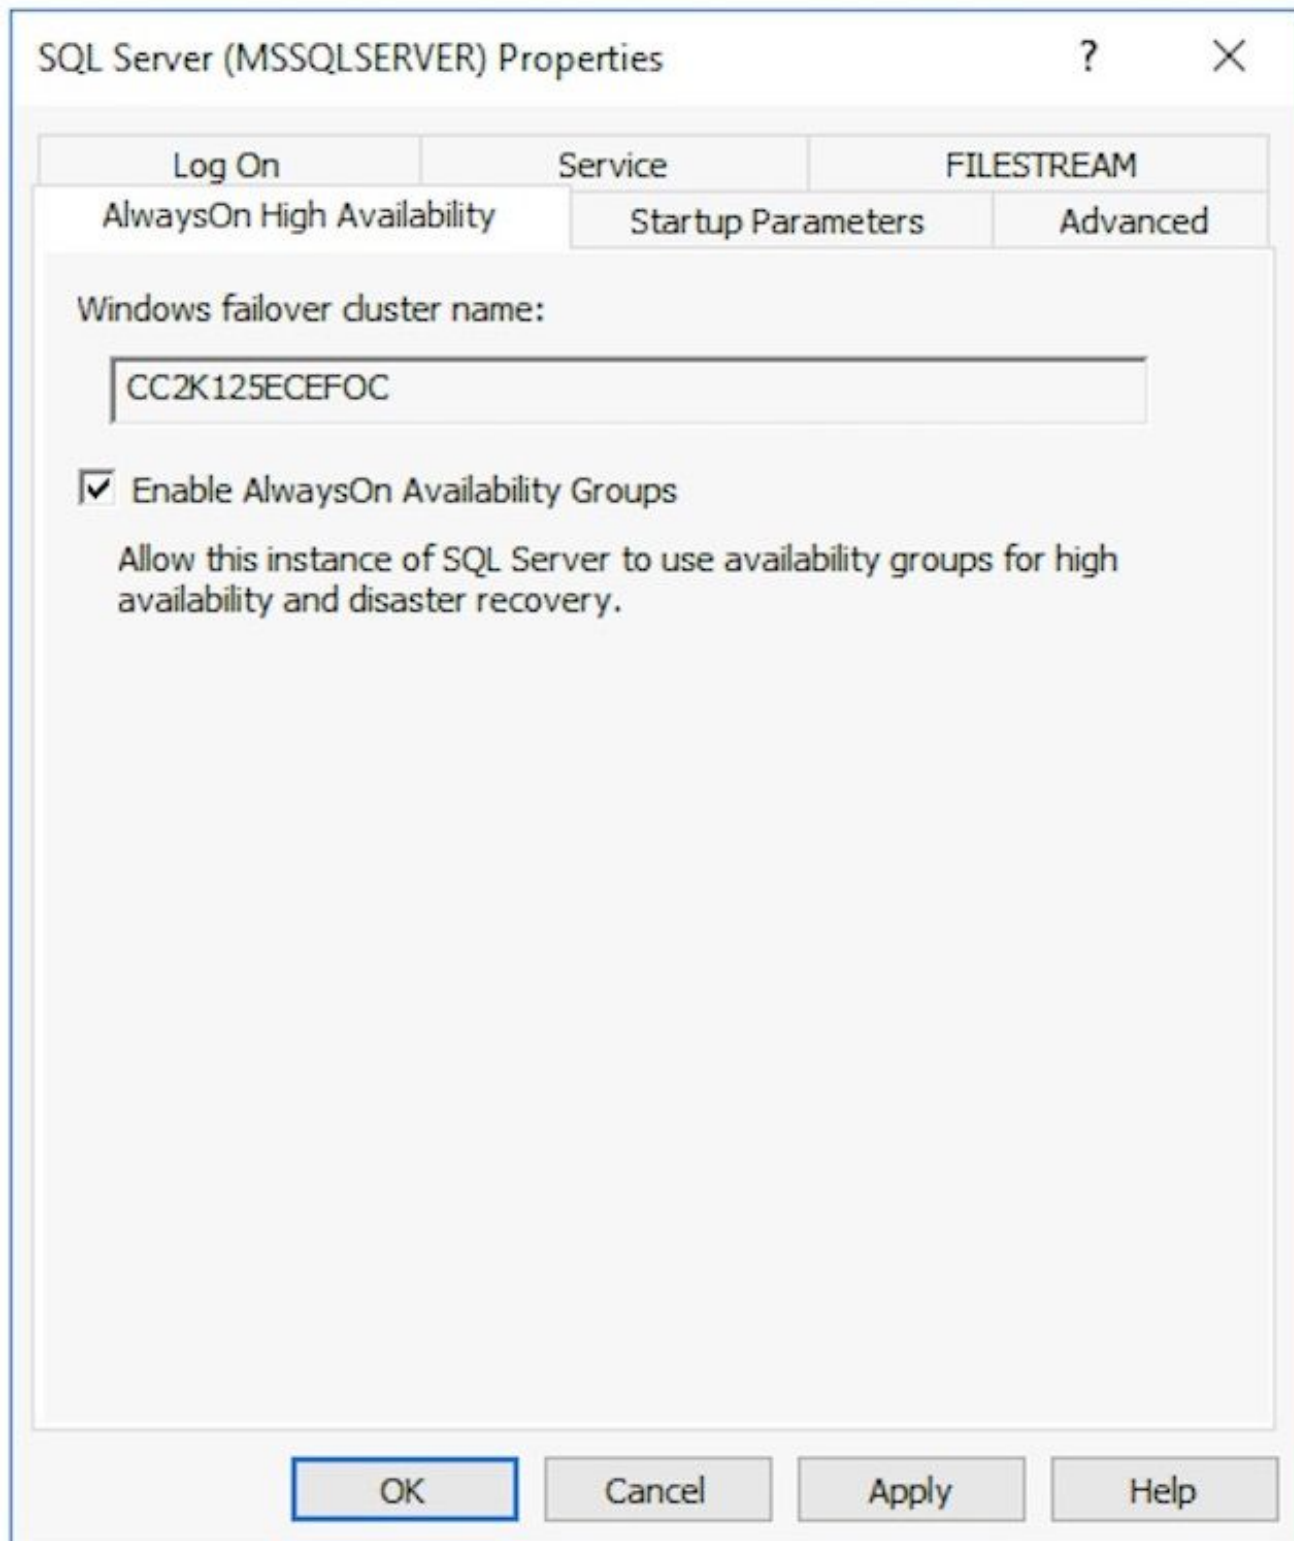 SQL Server (MSSQLSERVER) Properties ?
Log On Service FILESTREAM
AlwaysOn High Availability Startup Parameters Advanced
Windows failover cluster name:
CC2K125ECEFOC
Enable AlwaysOn Availability Groups
Allow this instance of SQL Server to use availability groups for high
availability and disaster recovery.
OK Cancel Apply Help